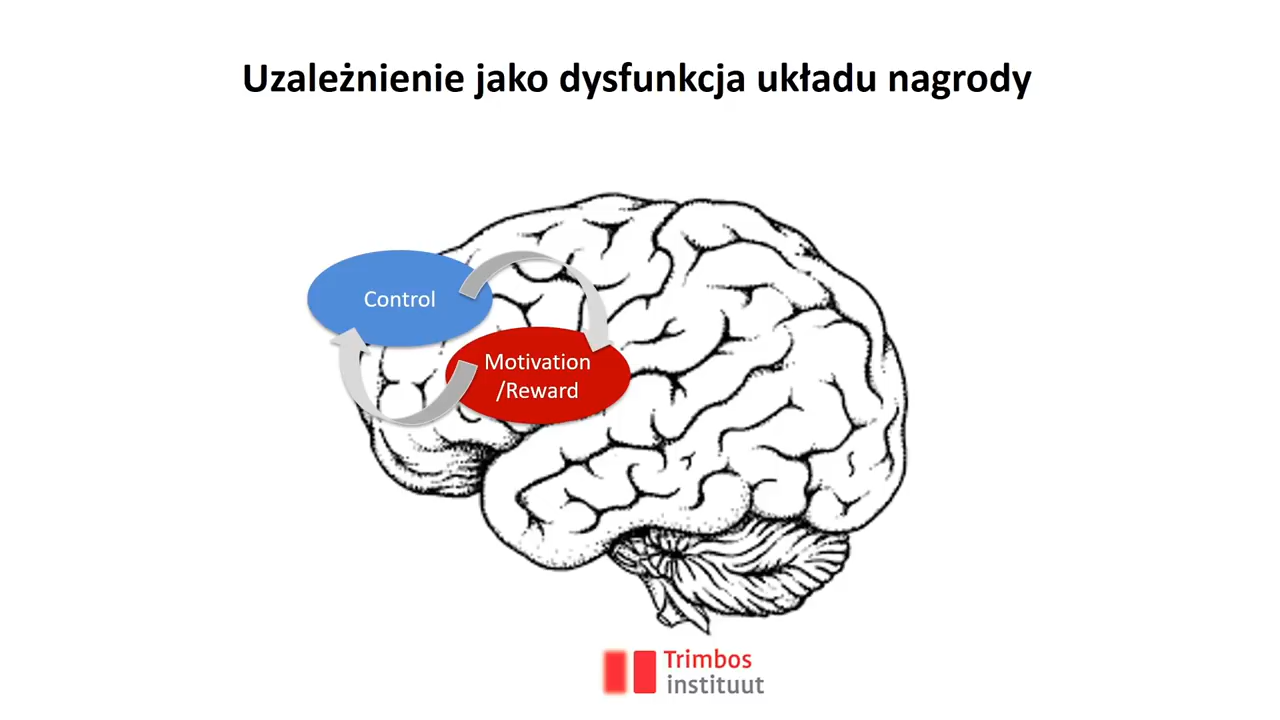 Uzależnienie jako dysfunkcja układu nagrody
Control
Motivation
/Reward
Trimbos
instituut